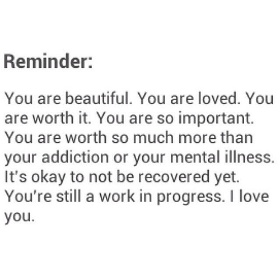 Reminder:
You are beautiful. You are loved. You
are worth it. You are so important.
You are worth so much more than
your addiction or your mental illness.
It's okay to not be recovered yet.
You're still a work in progress. I love
you.